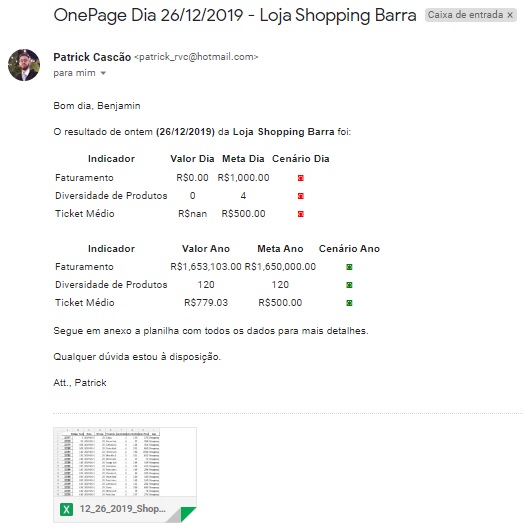 OnePage Dia 26/12/2019 - Loja Shopping Barra Caixa de entrada x
Patrick Cascão <patrick_rvc@hotmail.com>
para mim
Bom dia, Benjamin
O resultado de ontem (26/12/2019) da Loja Shopping Barra foi:
Indicador Valor Dia Meta Dia Cenário Dia
Faturamento R$0.00 R$1,000.00
Diversidade de Produtos 0 4
Ticket Médio R$nan R$500.00
Indicador Valor Ano Meta Ano Cenário Ano
Faturamento R$1,653,103.00 R$1,650,000.00
Diversidade de Produtos 120 120
Ticket Médio R$779.03 R$500.00
Segue em anexo a planilha com todos os dados para mais detalhes.
Qualquer dúvida estou à disposição.
Att., Patrick
X 12_26_2019_Shop...